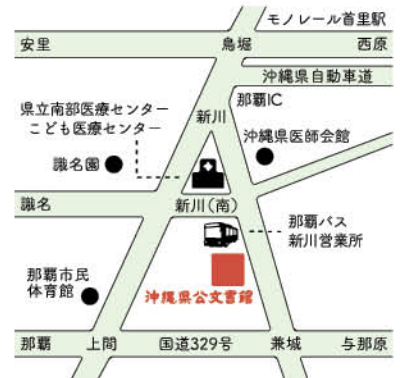 モノレール首里駅
安里
鳥堀
西原
沖縄県自動車道
那覇IC
県立南部医療センター
こども医療センター
新川
沖縄県医師会館
識名園
識名
新川(南)
那覇バス
新川営業所
那覇市民
体育館
沖縄県公文書館
那覇
上間
国道329号
兼城
与那原